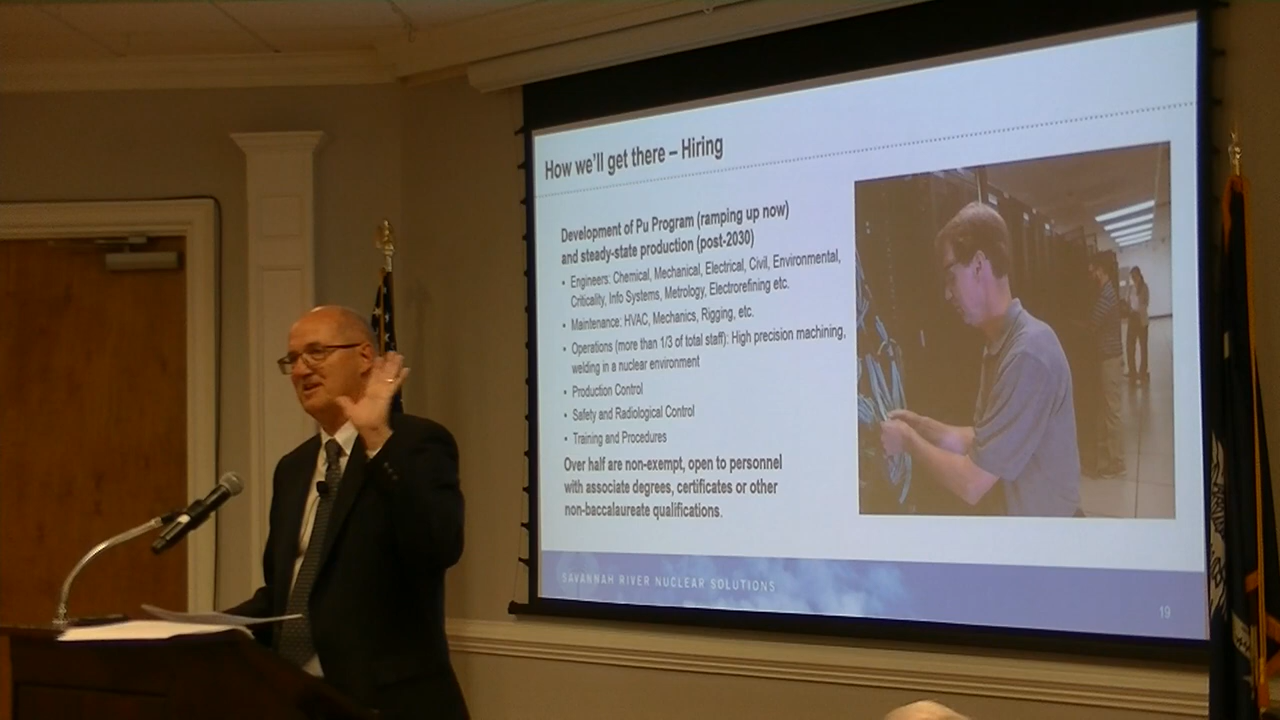 How we'll get there – Hiring
Development of Pu Program (ramping up now)
and steady-state production (post-2030)
• Engineers: Chemical, Mechanical, Electrical, Civil, Environmental,
Criticality, Info Systems, Metrology, Electrorefining etc.
• Maintenance: HVAC, Mechanics, Rigging, etc.
• Operations (more than 1/3 of total staff): High precision machining,
welding in a nuclear environment
• Production Control
• Safety and Radiological Control
• Training and Procedures
Over half are non-exempt, open to personnel
with associate degrees, certificates or other
non-baccalaureate qualifications.
SAVANNAH RIVER NUCLEAR SOLUTIONS
19